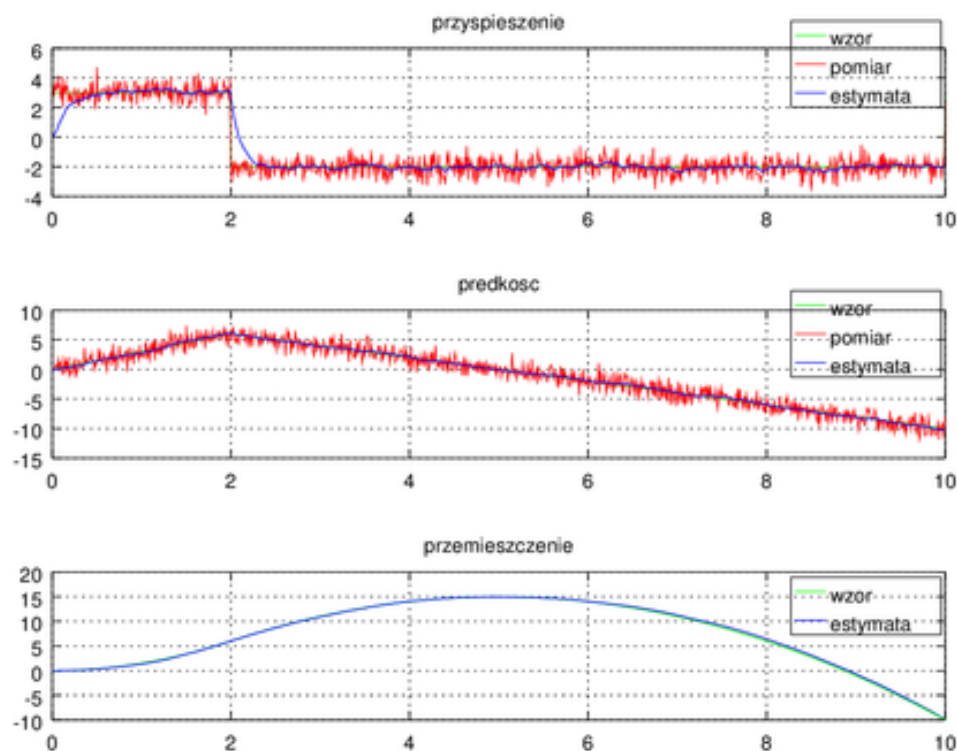 przyspieszenie
6
4
2
0
-2
-4
wzor
pomiar
estymata
0 2 4 6 8 10
predkosc
10
5
0
-5
-10
-15
wzor
pomiar
estymata
0 2 4 6 8 10
przemieszczenie
20
15
10
5
0
-5
-10
wzor
estymata
0 2 4 6 8 10